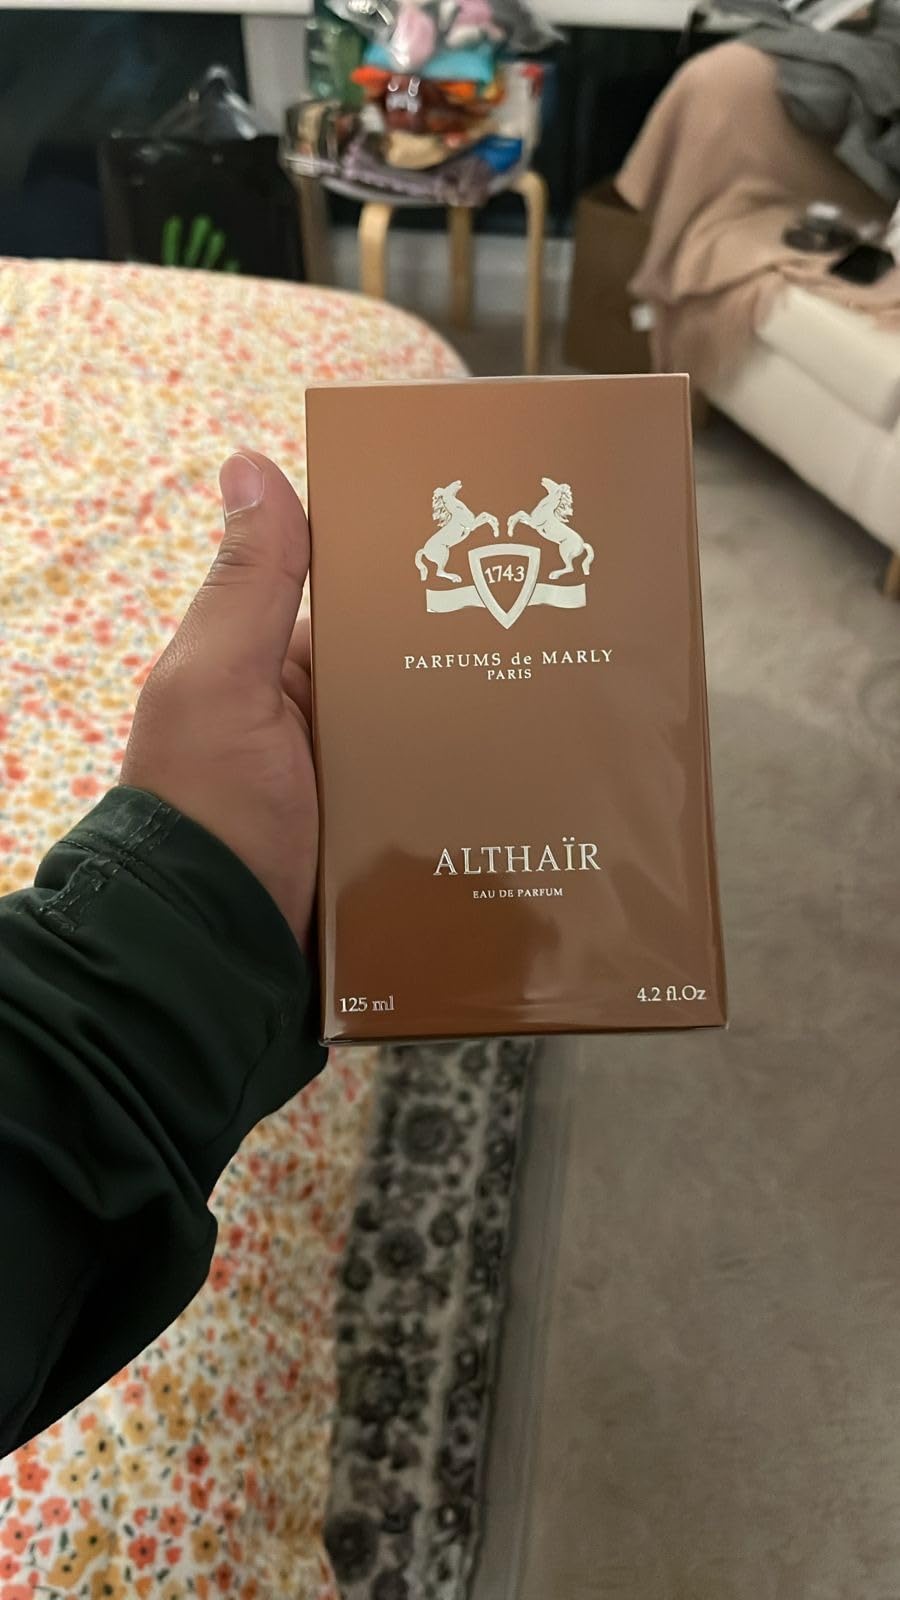 1743
PARFUMS de MARLY
PARIS
ALTHAÏR
EAU DE PARFUM
125 ml
4.2 fl.Oz